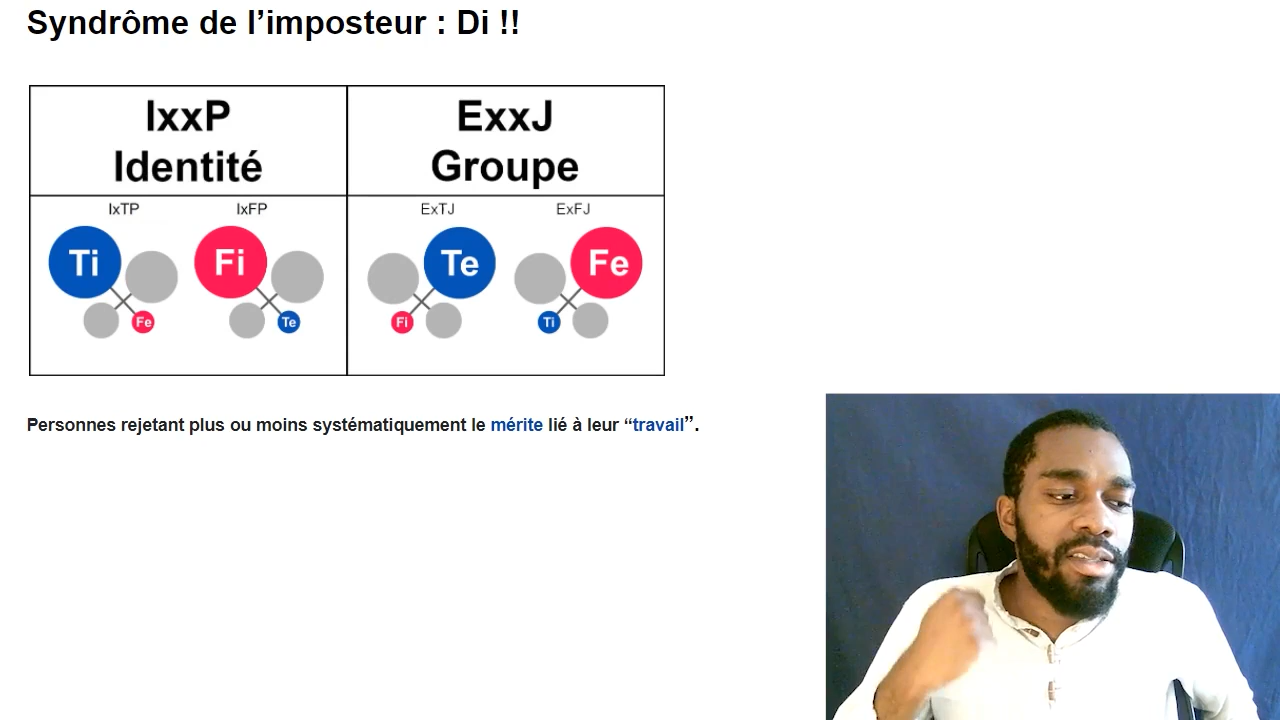 Syndrôme de l’imposteur : Di !!
IxxP
Identité
ExxJ
Groupe
IxTP
IxFP
ExTJ
ExFJ
Ti
Fe
Fi
Te
Te
Fi
Fe
Ti
Personnes rejetant plus ou moins systématiquement le mérite lié à leur “travail”.